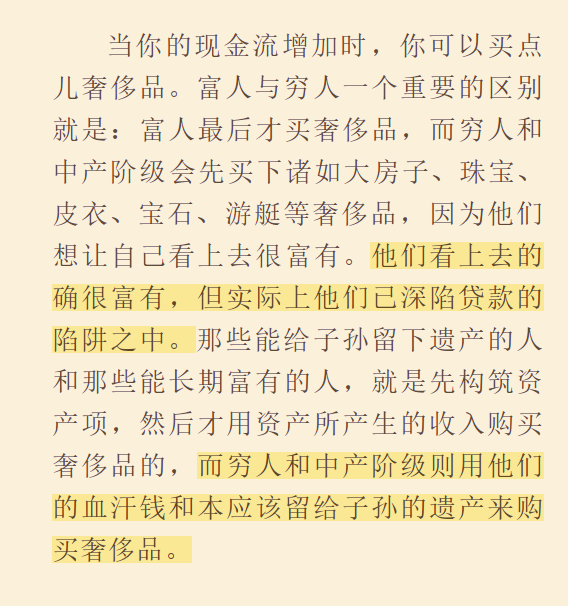 当你的现金流增加时，你可以买点
儿奢侈品。富人与穷人一个重要的区别
就是：富人最后才买奢侈品，而穷人和
中产阶级会先买下诸如大房子、珠宝、
皮衣、宝石、游艇等奢侈品，因为他们
想让自己看上去很富有。他们看上去的
确很富有，但实际上他们已深陷贷款的
陷阱之中。那些能给子孙留下遗产的人
和那些能长期富有的人，就是先构筑资
产项，然后才用资产所产生的收入购买
奢侈品的，而穷人和中产阶级则用他们
的血汗钱和本应该留给子孙的遗产来购
买奢侈品。